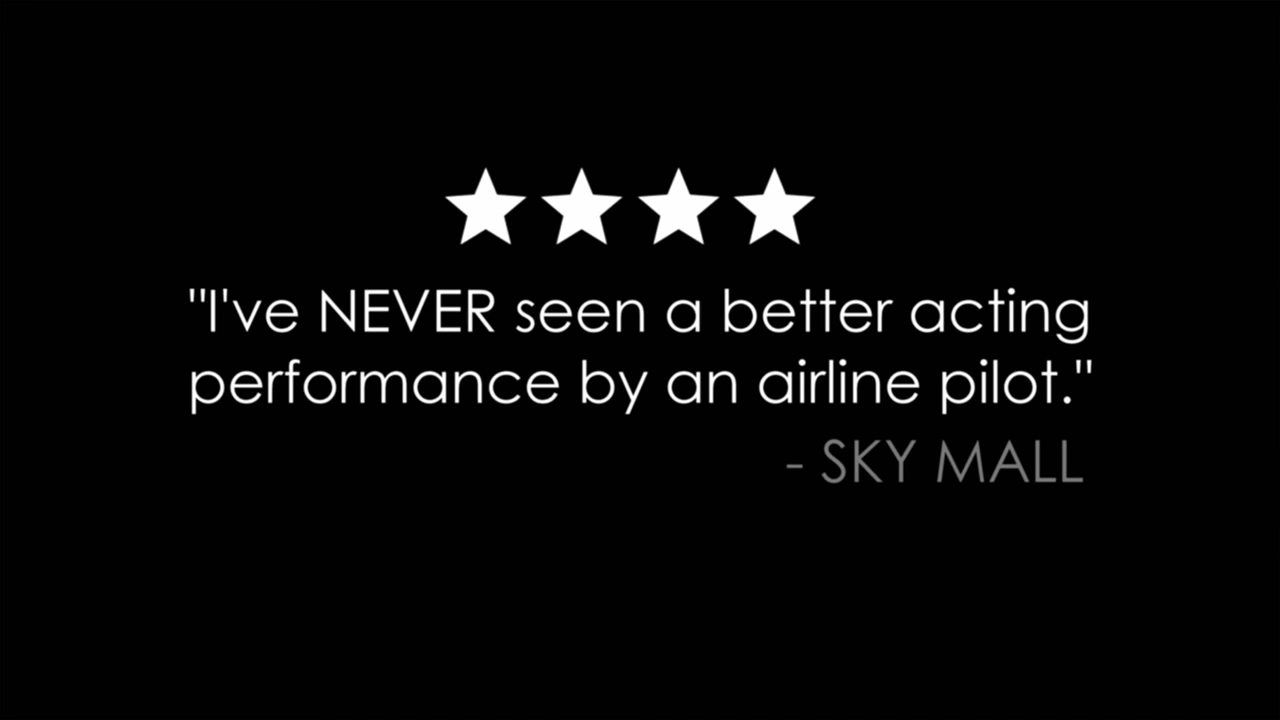 "I've NEVER seen a better acting
performance by an airline pilot."
- SKY MALL